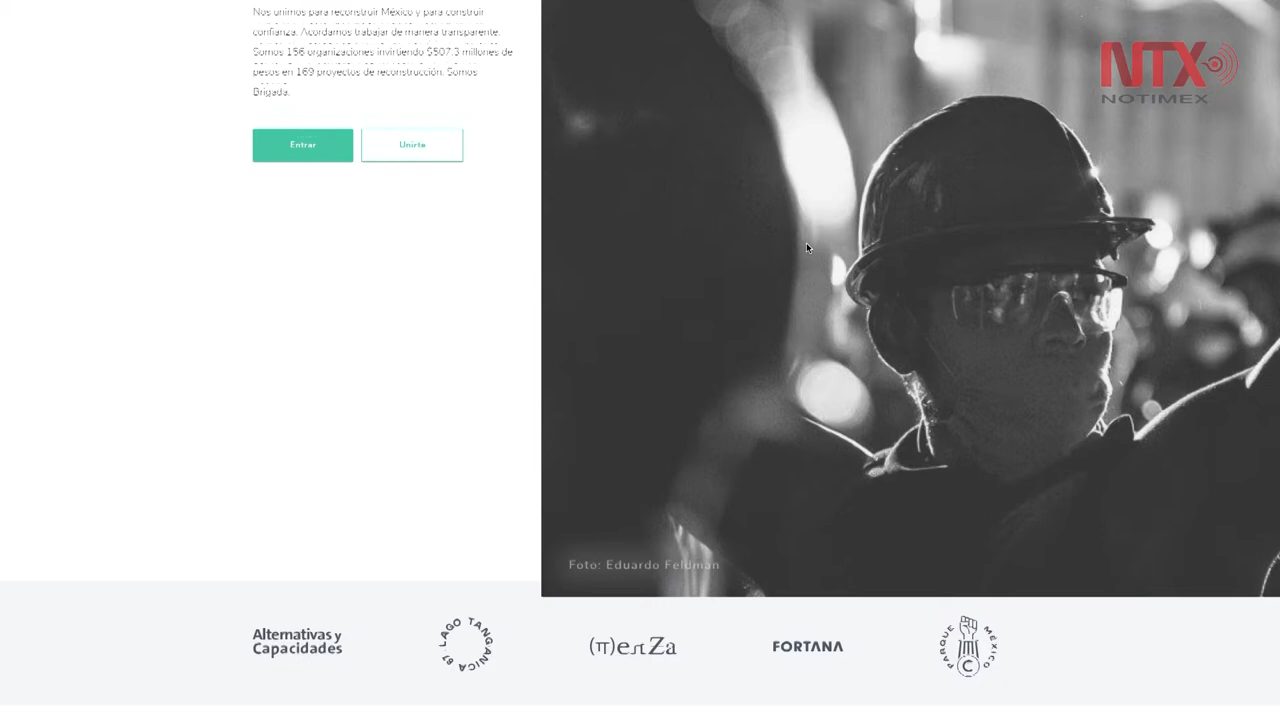 Nos unimos para reconstruir México y para construir
confianza. Acordamos trabajar de manera transparente.
Somos 156 organizaciones invirtiendo $507.3 millones de
pesos en 169 proyectos de reconstrucción. Somos
Brigada.
Entrar
Unirte
NTX
NOTIMEX
Foto: Eduardo Feldman
Alternativas y
Capacidades
LAGO TANGANICA 67
(π)ensza
FORTANA
PARQUE MÉXICO
C